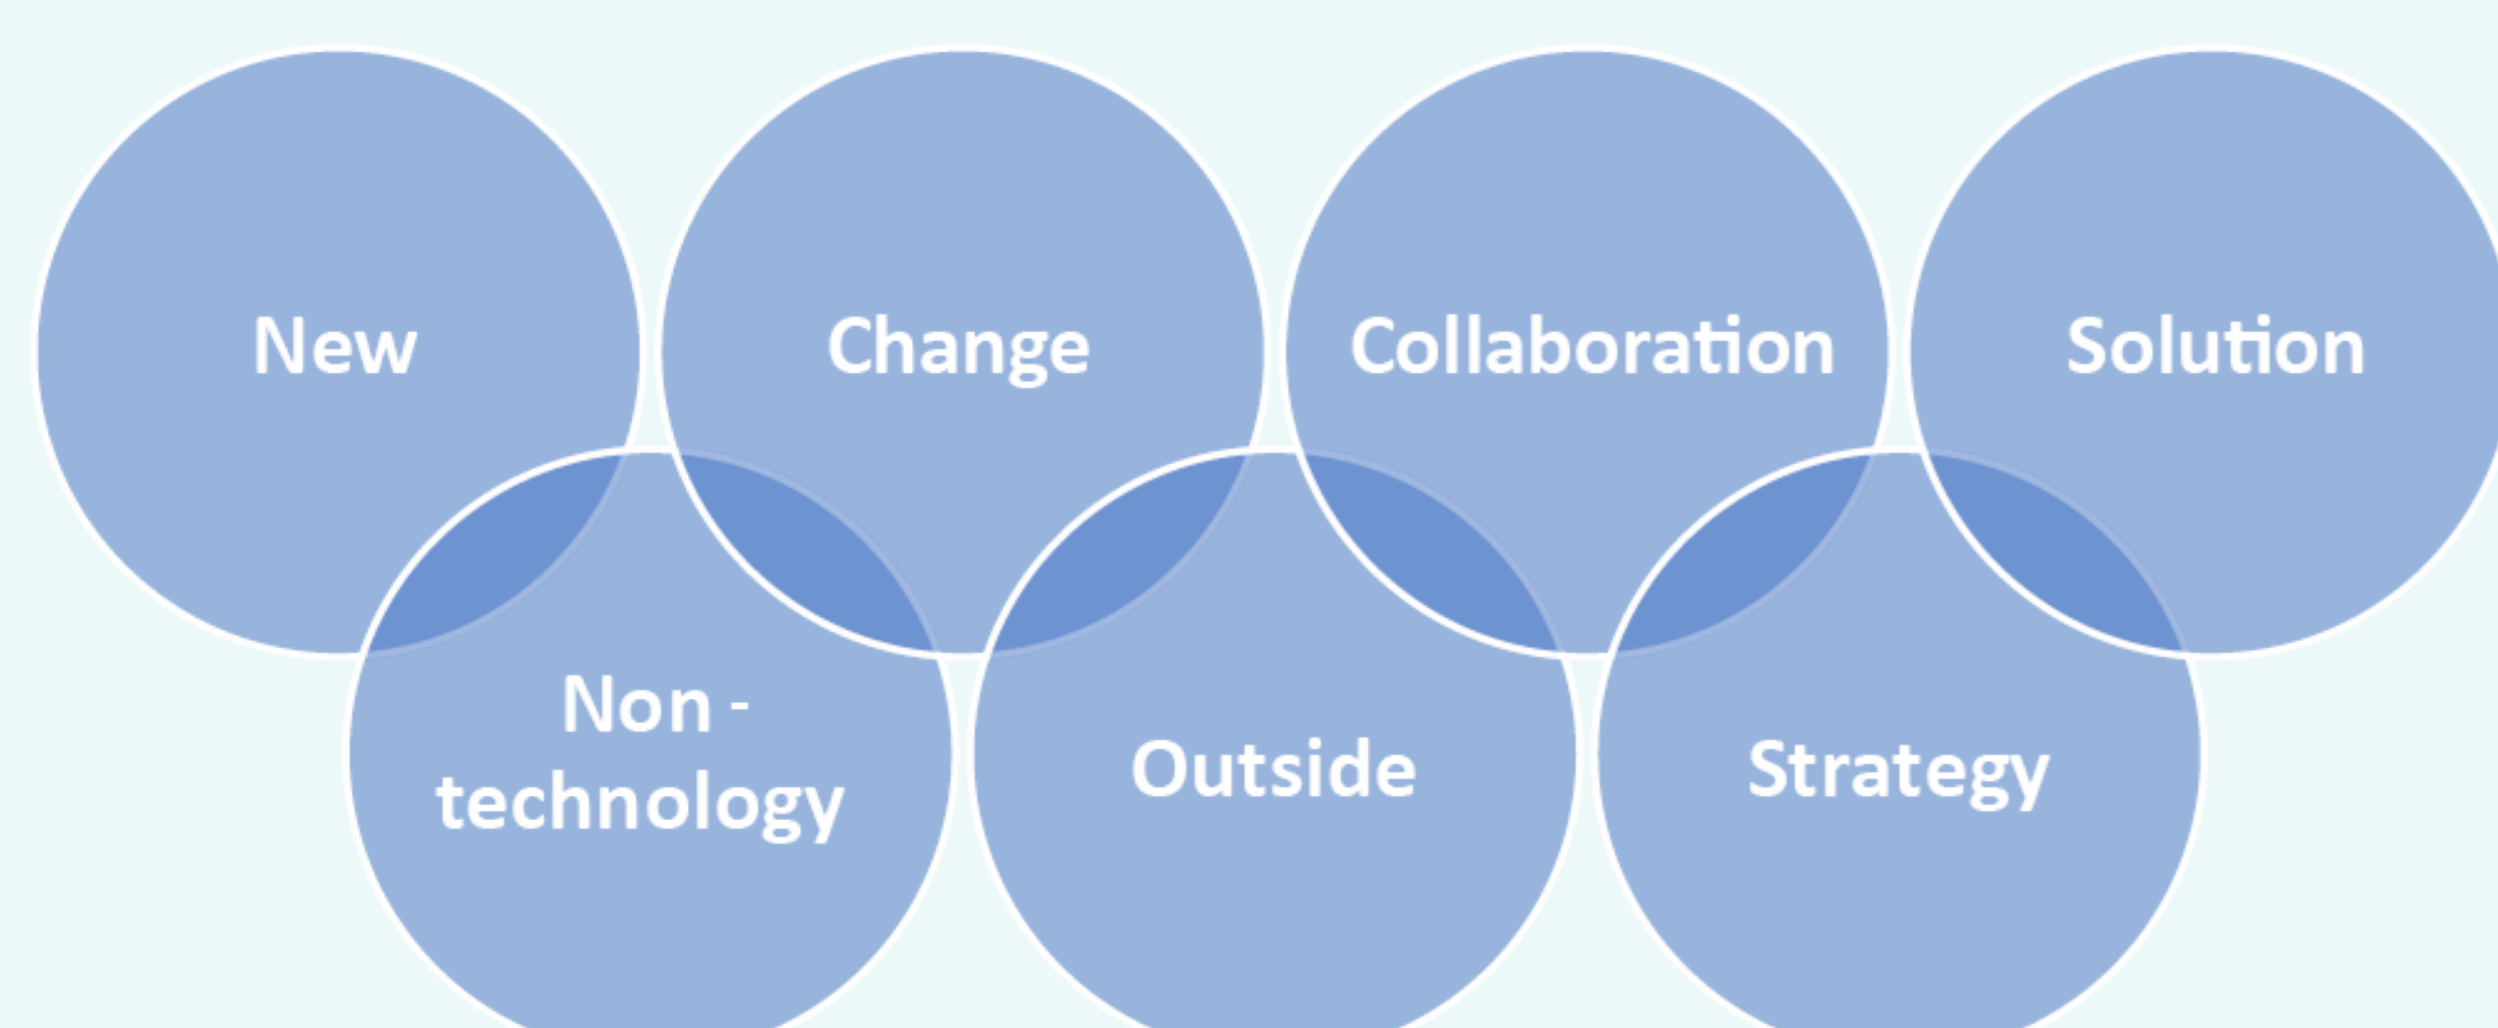 New
Change
Collaboration
Solution
Non -
technology
Outside
Strategy